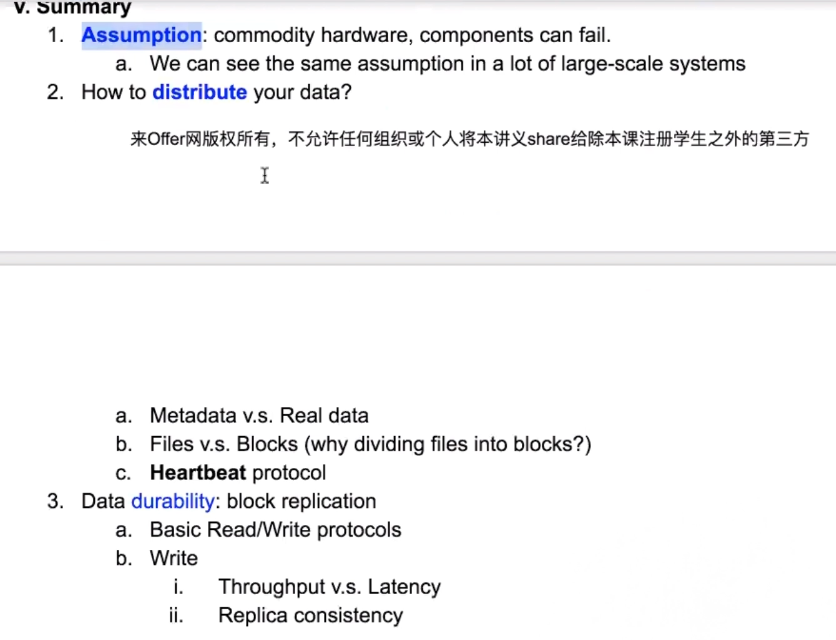 V. Summary
1. Assumption: commodity hardware, components can fail.
a. We can see the same assumption in a lot of large-scale systems
2. How to distribute your data?
来Offer网版权所有，不允许任何组织或个人将本讲义share给除本课注册学生之外的第三方
a. Metadata v.s. Real data
b. Files v.s. Blocks (why dividing files into blocks?)
c. Heartbeat protocol
3. Data durability: block replication
a. Basic Read/Write protocols
b. Write
i. Throughput v.s. Latency
ii. Replica consistency